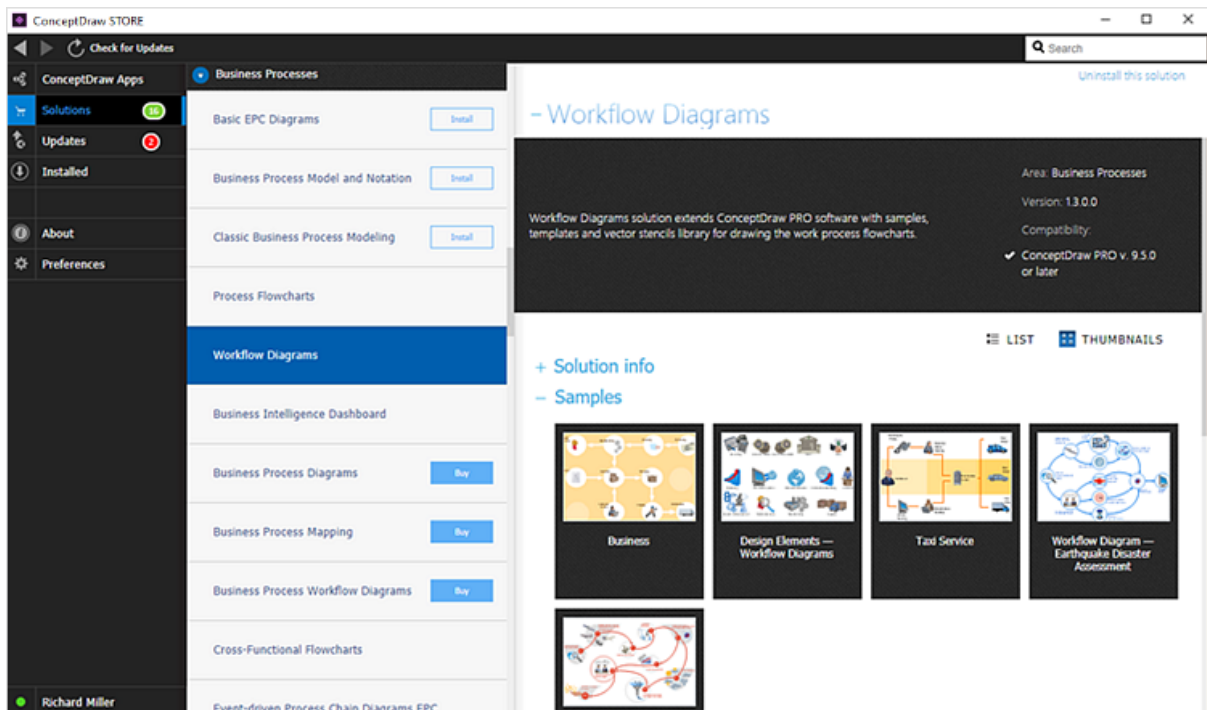 ConceptDraw STORE
Check for Updates
Search
ConceptDraw Apps
Solutions
16
Updates
2
Installed
About
Preferences
Richard Miller
Business Processes
Basic EPC Diagrams
Install
Business Process Model and Notation
Install
Classic Business Process Modeling
Install
Process Flowcharts
Workflow Diagrams
Business Intelligence Dashboard
Business Process Diagrams
Buy
Business Process Mapping
Buy
Business Process Workflow Diagrams
Buy
Cross-Functional Flowcharts
Event-driven Process Chain Diagrams EPC
Uninstall this solution
– Workflow Diagrams
Workflow Diagrams solution extends ConceptDraw PRO software with samples,
templates and vector stencils library for drawing the work process flowcharts.
Area: Business Processes
Version: 1.3.0.0
Compatibility:
ConceptDraw PRO v. 9.5.0
or later
LIST
THUMBNAILS
+ Solution info
– Samples
Business
Design Elements —
Workflow Diagrams
Taxi Service
Workflow Diagram —
Earthquake Disaster
Assessment